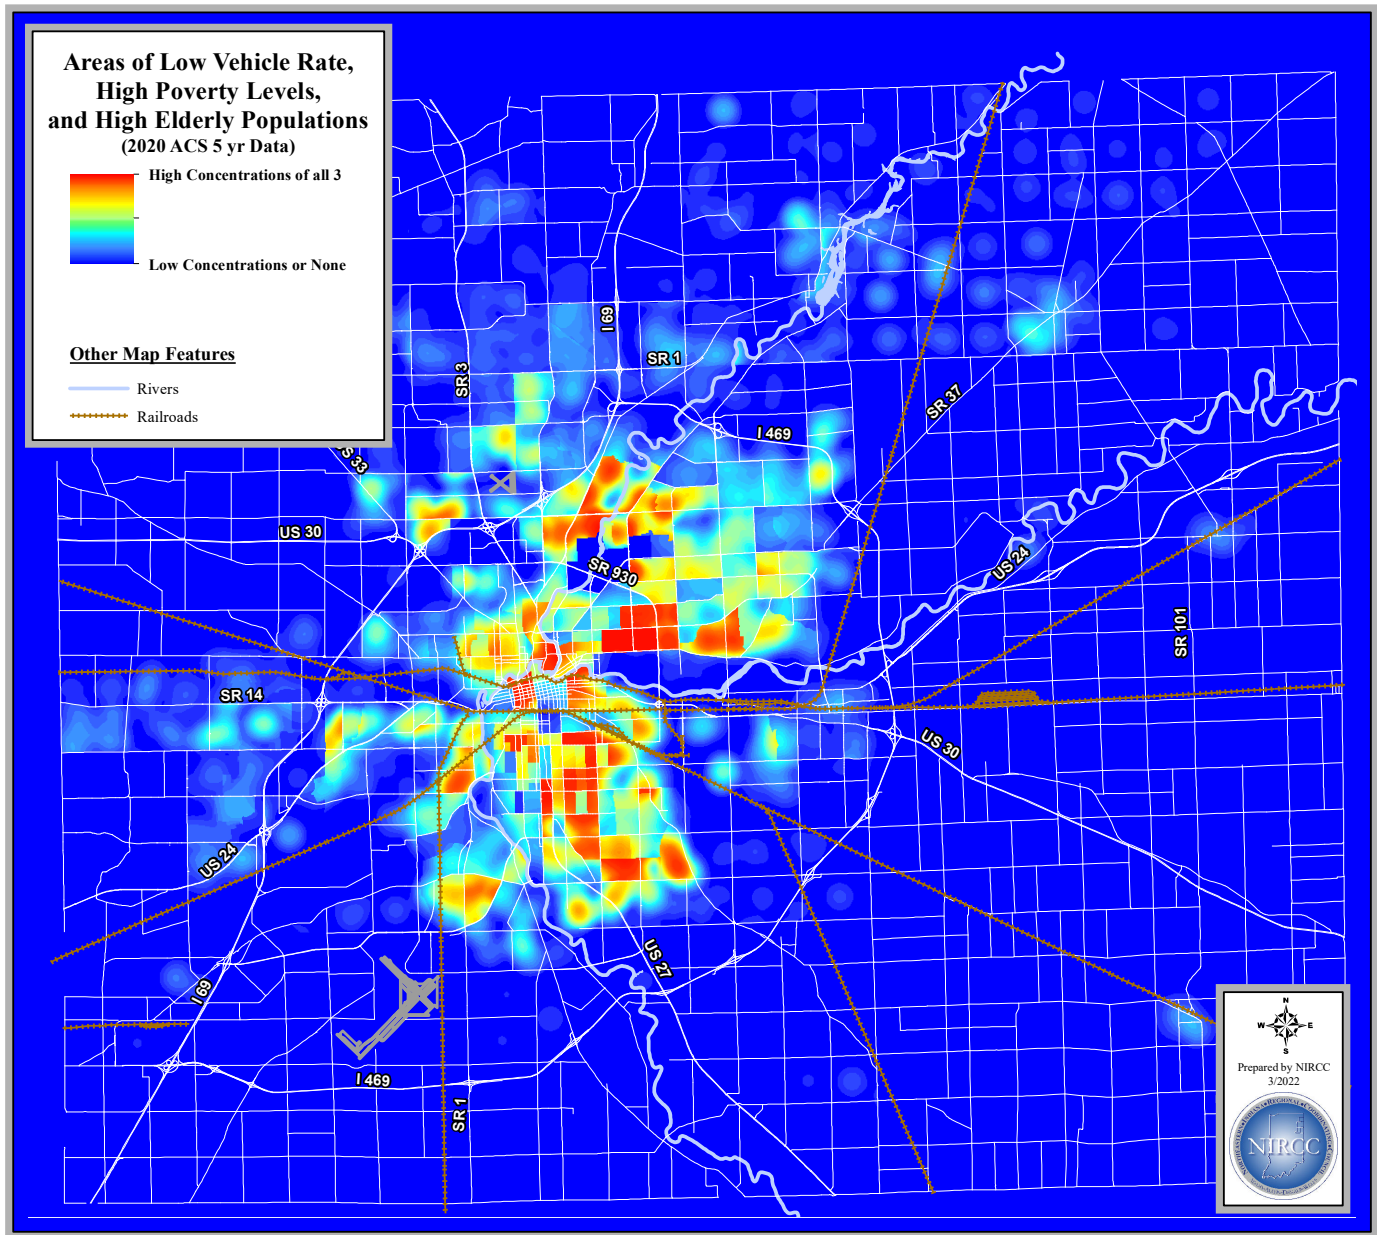 Areas of Low Vehicle Rate,
High Poverty Levels,
and High Elderly Populations
(2020 ACS 5 yr Data)
High Concentrations of all 3
Low Concentrations or None
Other Map Features
Rivers
Railroads
I 69
SR 1
SR 3
SR 37
I 469
US 33
US 30
US 24
SR 930
SR 101
SR 14
US 30
US 24
US 27
I 69
I 469
SR 1
N
W E
S
Prepared by NIRCC
3/2022
NIRCC